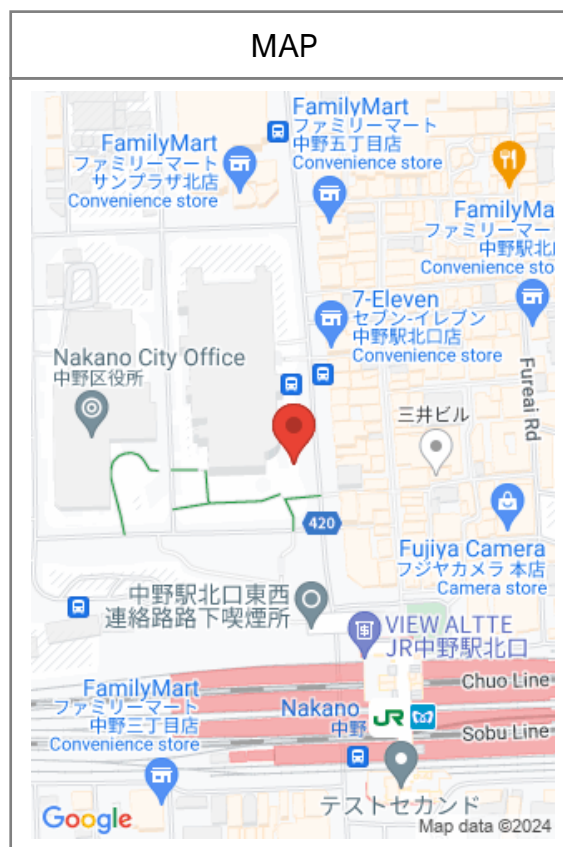 MAP
FamilyMart
ファミリーマート
中野五丁目店
Convenience store
FamilyMart
ファミリーマート
サンプラザ北店
Convenience store
FamilyMa
ファミリーマー
中野駅北
Convenience sto
7-Eleven
セブン-イレブン
中野駅北口店
Convenience store
Fureai Rd
Nakano City Office
中野区役所
三井ビル
420
Fujiya Camera
フジヤカメラ 本店
Camera store
中野駅北口東西
連絡路路下喫煙所
VIEW ALTTE
JR中野駅北口
Chuo Line
FamilyMart
ファミリーマート
中野三丁目店
Convenience store
Nakano
中野
JR
Sobu Line
テストセカンド
Google
Map data ©2024